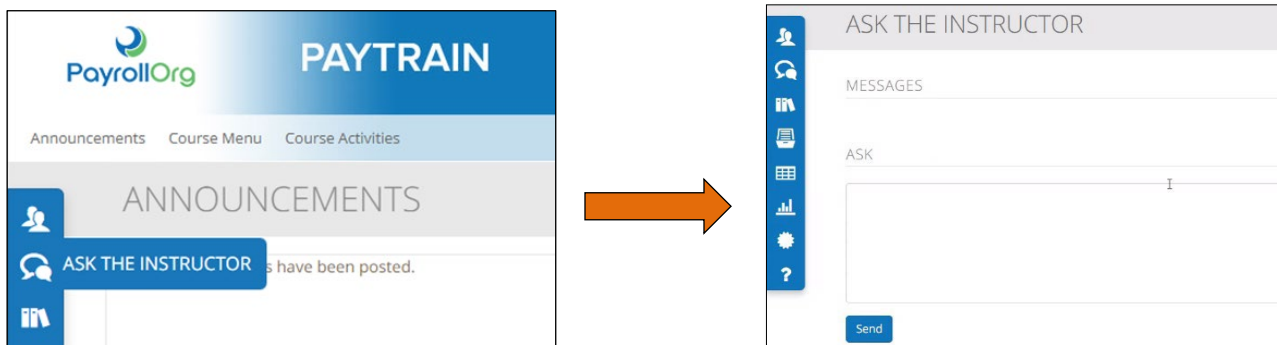 PayrollOrg
PAYTRAIN
Announcements Course Menu Course Activities
ANNOUNCEMENTS
ASK THE INSTRUCTOR s have been posted.
ASK THE INSTRUCTOR
MESSAGES
ASK
?
Send